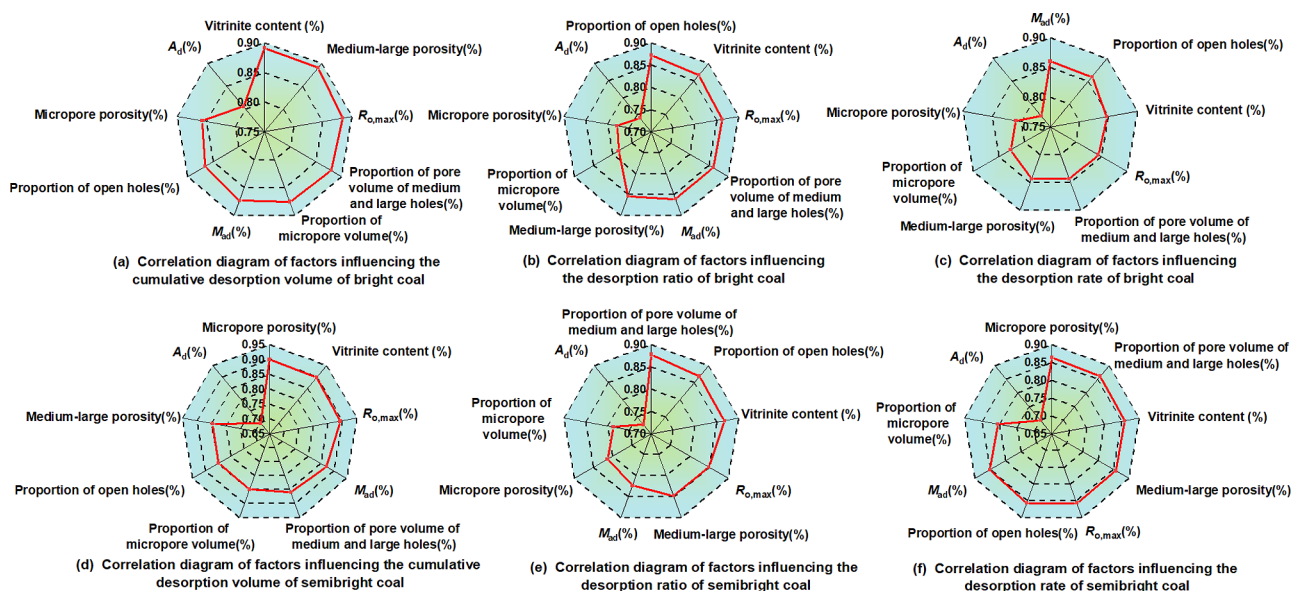 Vitrinite content (%)
0.90
A_d(%)
Medium-large porosity(%)
0.85
0.80
Micropore porosity(%)
R_o,max(%)
0.75
Proportion of open holes(%)
Proportion of pore
volume of medium
and large holes(%)
M_ad(%)
Proportion of
micropore volume(%)
(a) Correlation diagram of factors influencing the
cumulative desorption volume of bright coal
Proportion of open holes(%)
0.90
A_d(%)
Vitrinite content (%)
0.85
0.80
Micropore porosity(%)
R_o,max(%)
0.75
0.70
Proportion of
micropore
volume(%)
Proportion of pore
volume of medium
and large holes(%)
Medium-large porosity(%)
M_ad(%)
(b) Correlation diagram of factors influencing
the desorption ratio of bright coal
M_ad(%)
0.90
A_d(%)
Proportion of open holes(%)
0.85
0.80
Micropore porosity(%)
Vitrinite content (%)
0.75
Proportion of
micropore
volume(%)
R_o,max(%)
Medium-large porosity(%)
Proportion of pore volume of
medium and large holes(%)
(c) Correlation diagram of factors influencing
the desorption rate of bright coal
Micropore porosity(%)
0.95
A_d(%)
Vitrinite content (%)
0.90
0.85
0.80
Medium-large porosity(%)
R_o,max(%)
0.75
0.70
0.65
Proportion of open holes(%)
M_ad(%)
Proportion of
micropore volume(%)
Proportion of pore volume of
medium and large holes(%)
(d) Correlation diagram of factors influencing the cumulative
desorption volume of semibright coal
Proportion of pore volume of
medium and large holes(%)
0.90
A_d(%)
Proportion of open holes(%)
0.85
0.80
Proportion of
micropore
volume(%)
Vitrinite content (%)
0.75
0.70
Micropore porosity(%)
R_o,max(%)
M_ad(%)
Medium-large porosity(%)
(e) Correlation diagram of factors influencing the
desorption ratio of semibright coal
Micropore porosity(%)
0.90
A_d(%)
Proportion of pore volume of
medium and large holes(%)
0.85
0.80
Proportion of
micropore
volume(%)
Vitrinite content (%)
0.75
0.70
0.65
M_ad(%)
Medium-large porosity(%)
Proportion of open holes(%)
R_o,max(%)
(f) Correlation diagram of factors influencing the
desorption rate of semibright coal